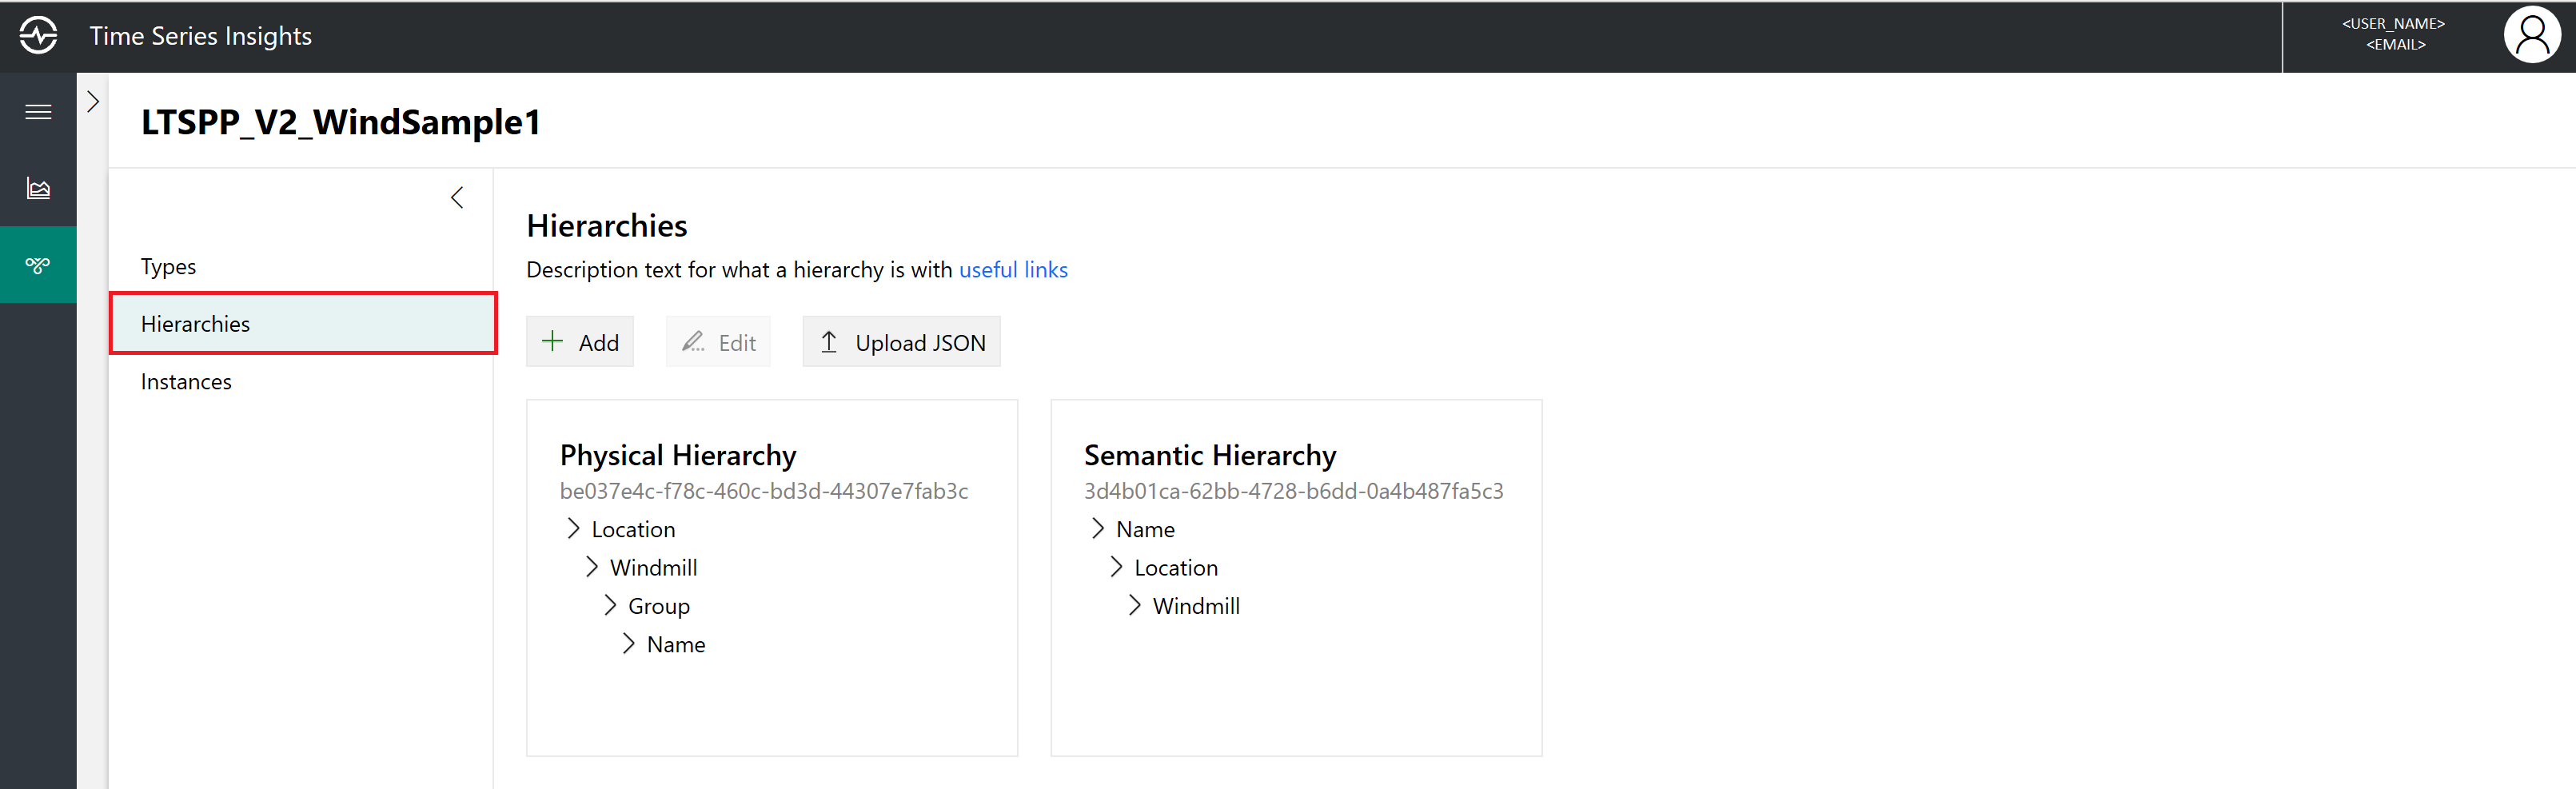 Time Series Insights
<USER_NAME>
<EMAIL>
LTSPP_V2_WindSample1
Types
Hierarchies
Instances
Hierarchies
Description text for what a hierarchy is with useful links
Add
Edit
Upload JSON
Physical Hierarchy
be037e4c-f78c-460c-bd3d-44307e7fab3c
Location
Windmill
Group
Name
Semantic Hierarchy
3d4b01ca-62bb-4728-b6dd-0a4b487fa5c3
Name
Location
Windmill